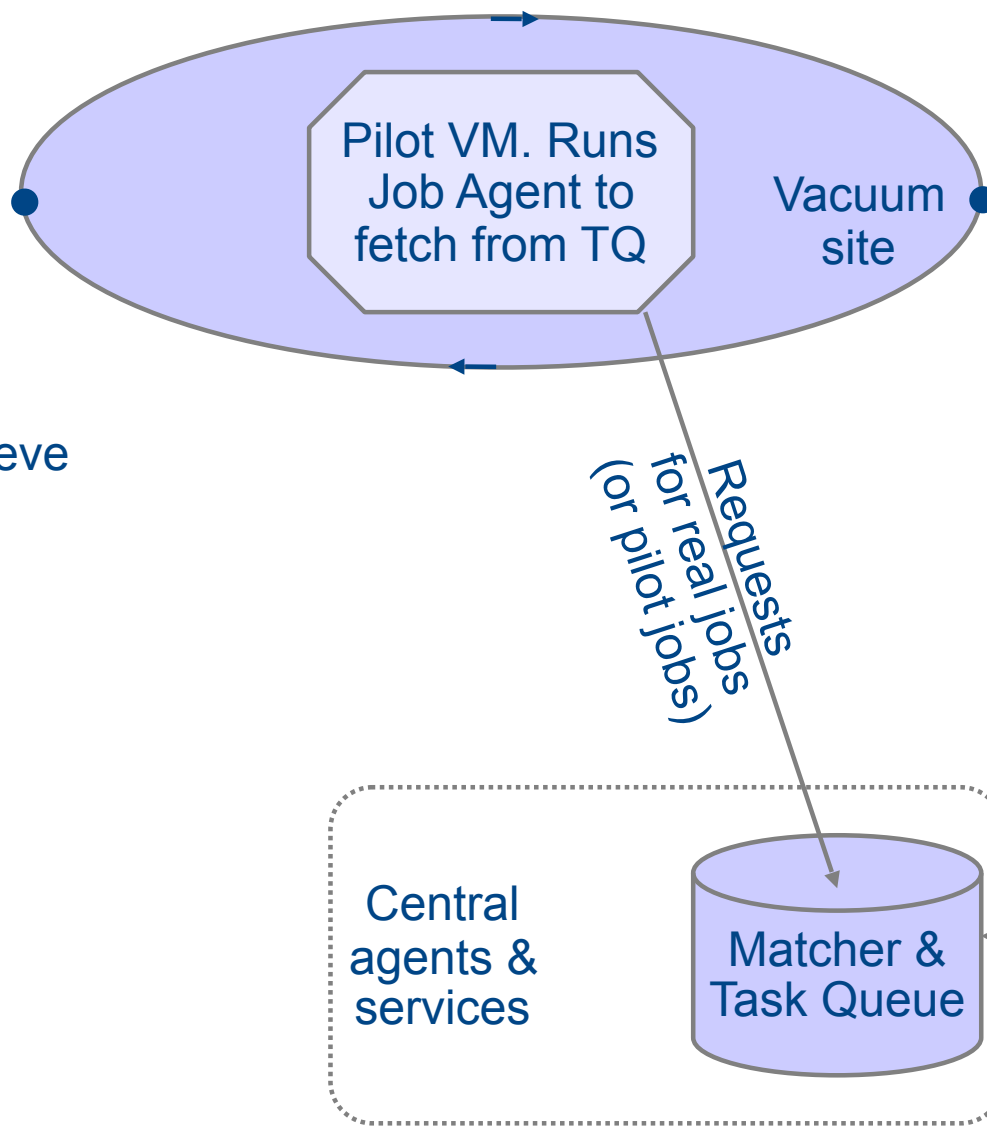 Pilot VM. Runs
Job Agent to
fetch from TQ
Vacuum
site
eve
Requests
for real jobs
(or pilot jobs)
Central
agents &
services
Matcher &
Task Queue